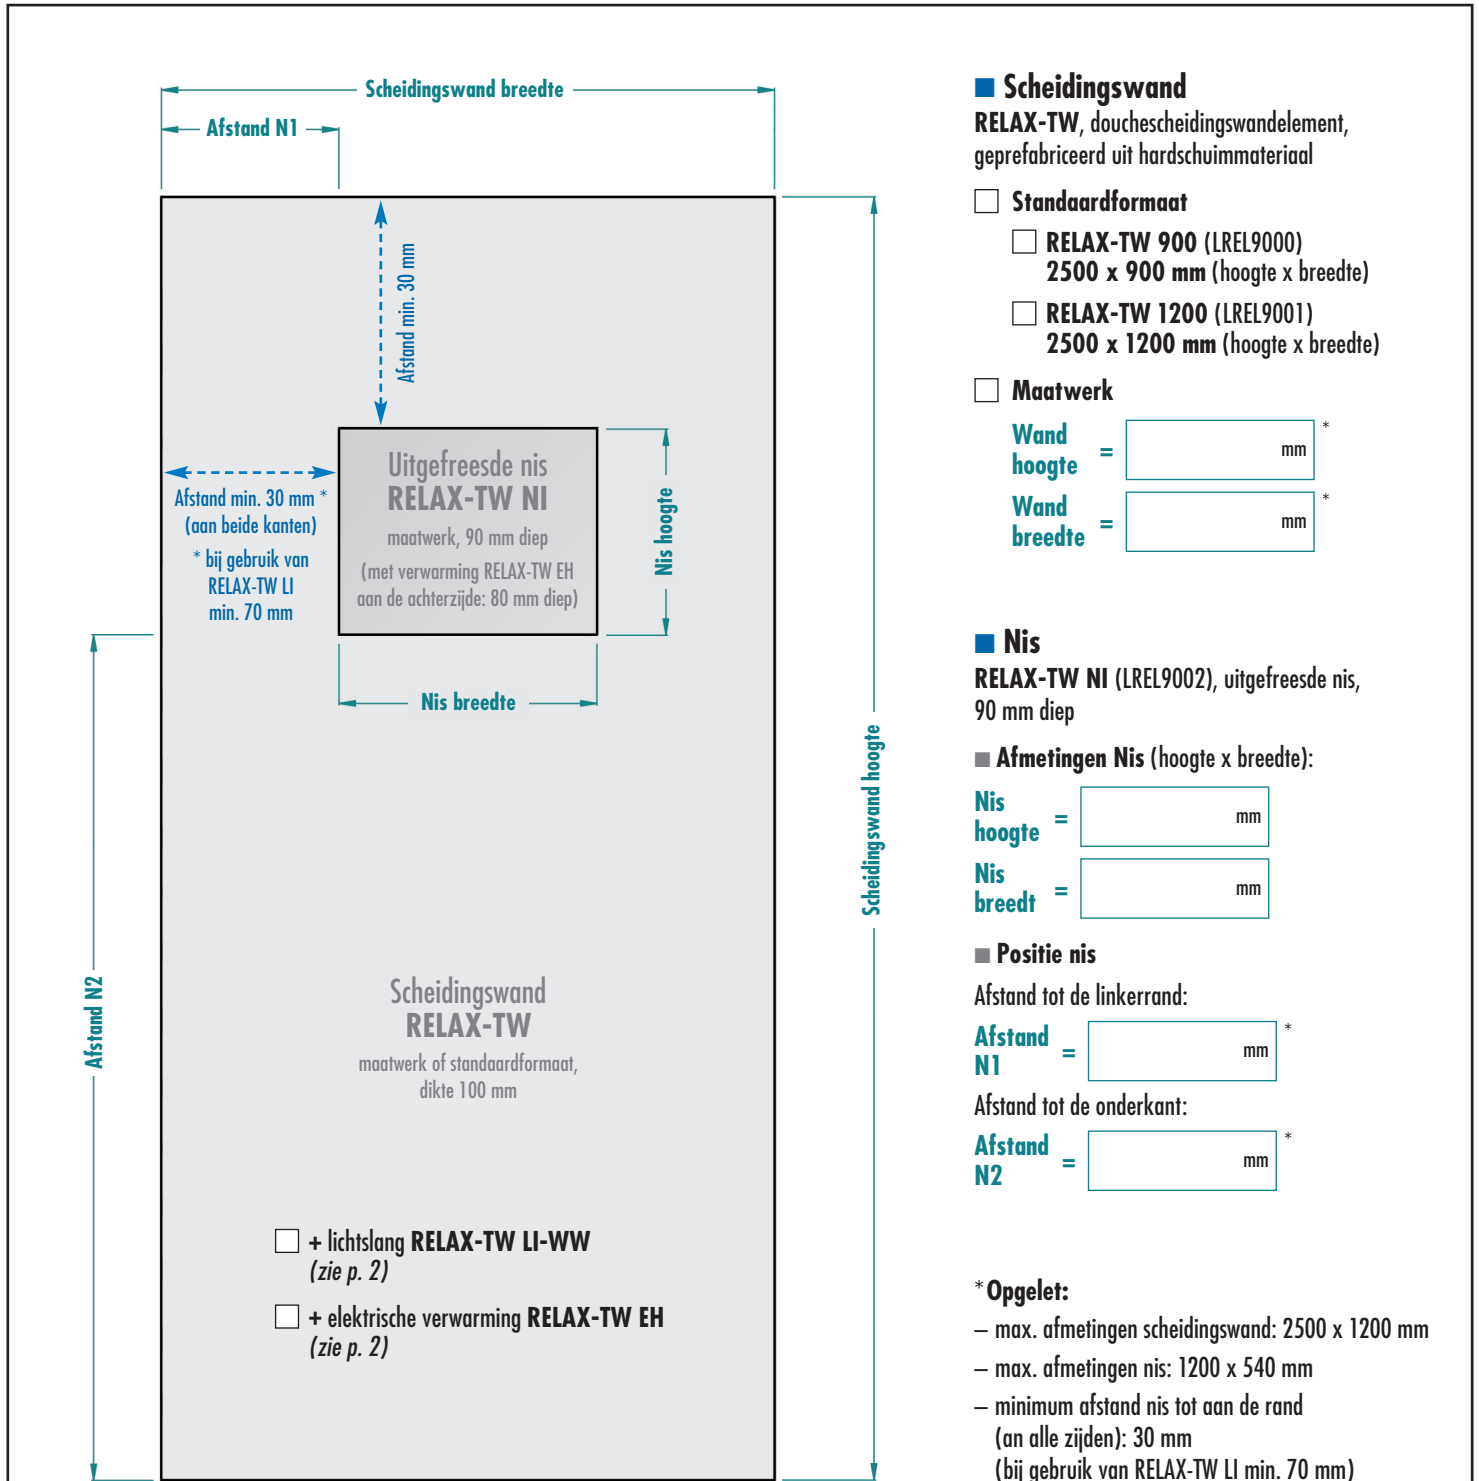 Scheidingswand breedte
Afstand N1
Afstand min. 30 mm
Afstand min. 30 mm *
(aan beide kanten)
* bij gebruik van
RELAX-TW LI
min. 70 mm
Uitgefreesde nis
RELAX-TW NI
maatwerk, 90 mm diep
(met verwarming RELAX-TW EH
aan de achterzijde: 80 mm diep)
Nis hoogte
Nis breedte
Scheidingswand hoogte
Afstand N2
Scheidingswand
RELAX-TW
maatwerk of standaardformaat,
dikte 100 mm
+ lichtslang RELAX-TW LI-WW
(zie p. 2)
+ elektrische verwarming RELAX-TW EH
(zie p. 2)
■ Scheidingswand
RELAX-TW, douchescheidingswandelement,
geprefabriceerd uit hardschuimmateriaal
Standaardformaat
RELAX-TW 900 (LREL9000)
2500 x 900 mm (hoogte x breedte)
RELAX-TW 1200 (LREL9001)
2500 x 1200 mm (hoogte x breedte)
Maatwerk
Wand
hoogte = mm *
Wand
breedte = mm *
■ Nis
RELAX-TW NI (LREL9002), uitgefreesde nis,
90 mm diep
■ Afmetingen Nis (hoogte x breedte):
Nis
hoogte = mm
Nis
breedt = mm
■ Positie nis
Afstand tot de linkerrand:
Afstand
N1 = mm *
Afstand tot de onderkant:
Afstand
N2 = mm *
* Opgelet:
– max. afmetingen scheidingswand: 2500 x 1200 mm
– max. afmetingen nis: 1200 x 540 mm
– minimum afstand nis tot aan de rand
(an alle zijden): 30 mm
(bij gebruik van RELAX-TW LI min. 70 mm)